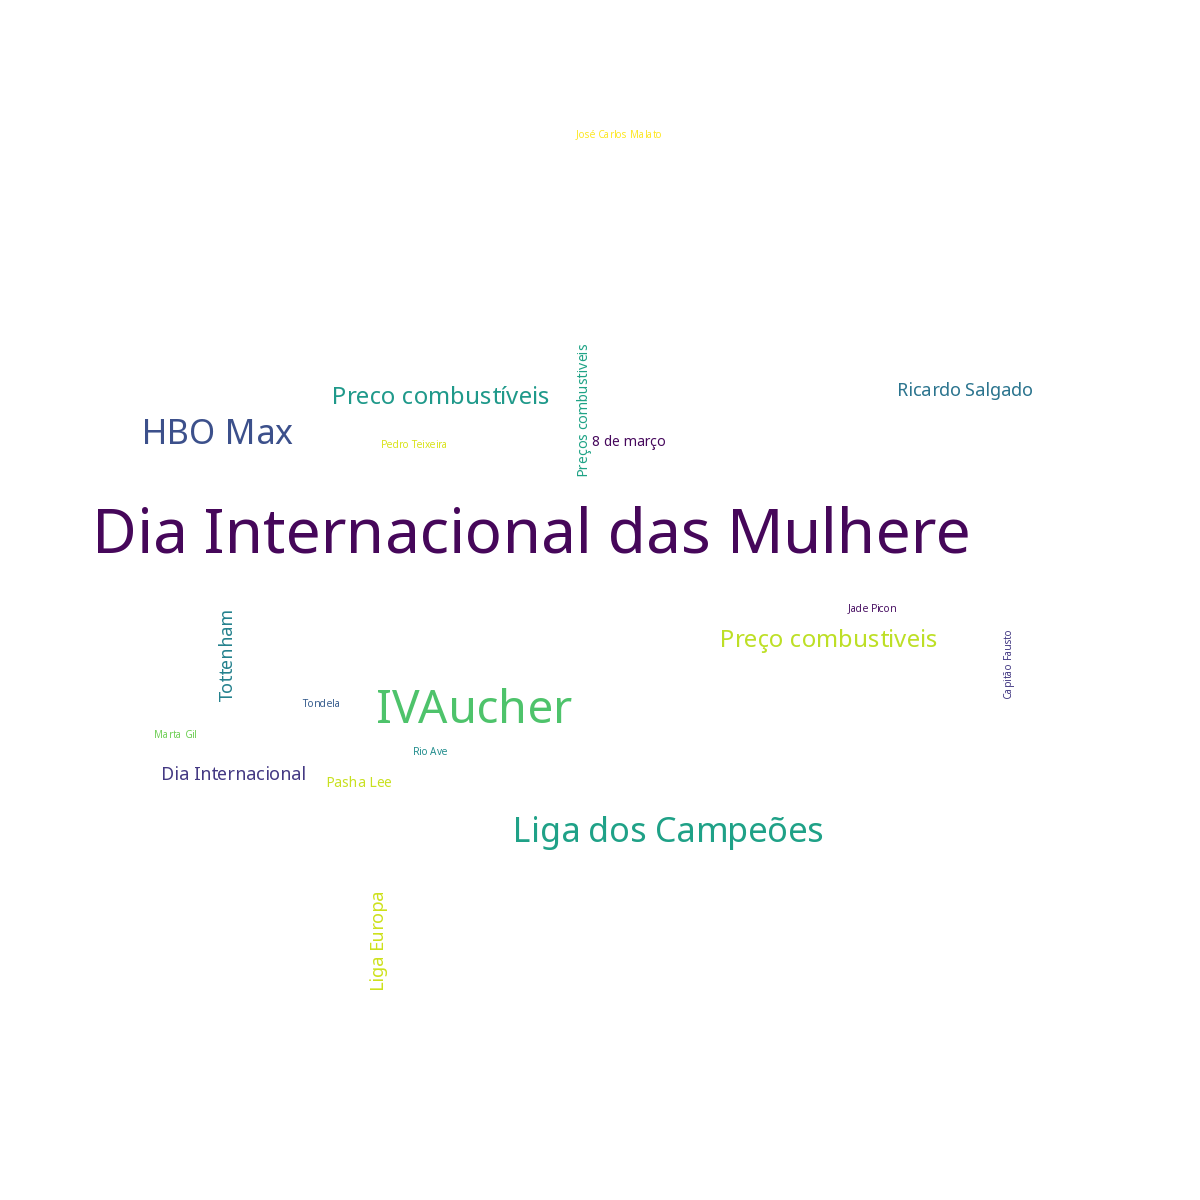 José Carlos Malato
Preços combustiveis
Preco combustíveis
Ricardo Salgado
HBO Max
Pedro Teixeira
8 de março
Dia Internacional das Mulhere
Jade Picon
Tottenham
Preço combustiveis
Capitão Fausto
Tondela
IVAucher
Marta Gil
Rio Ave
Dia Internacional
Pasha Lee
Liga dos Campeões
Liga Europa